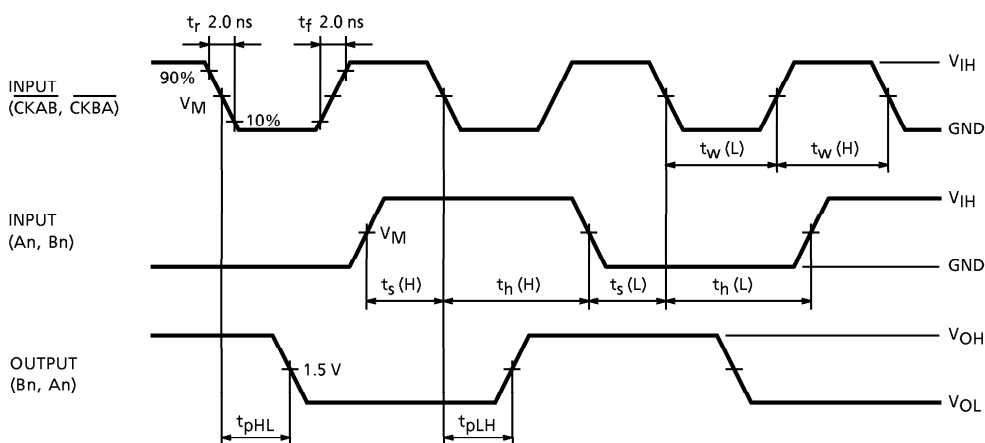 tr 2.0 ns
tf 2.0 ns
INPUT
(CKAB, CKBA)
90%
VM
10%
VIH
GND
tw (L)
tw (H)
INPUT
(An, Bn)
VM
VIH
GND
ts (H)
th (H)
ts (L)
th (L)
OUTPUT
(Bn, An)
1.5 V
VOH
VOL
tpHL
tpLH